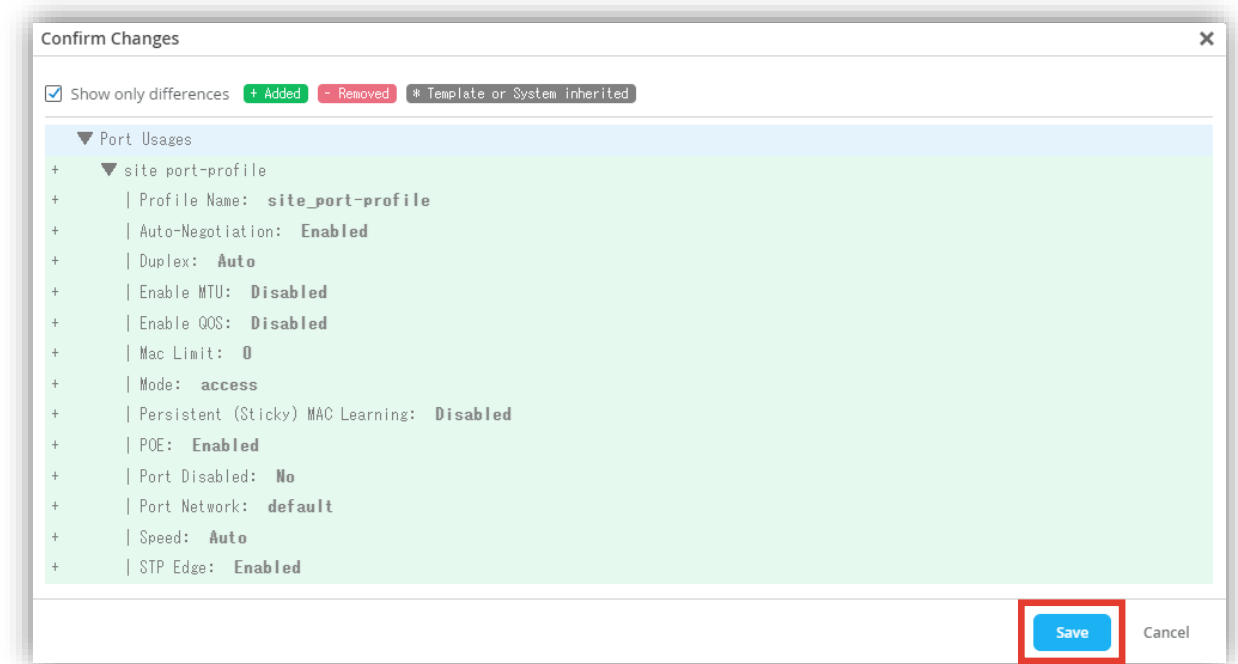 Confirm Changes ×
Show only differences + Added - Removed * Template or System inherited
▼ Port Usages
+ ▼ site port-profile
+ | Profile Name: site_port-profile
+ | Auto-Negotiation: Enabled
+ | Duplex: Auto
+ | Enable MTU: Disabled
+ | Enable QOS: Disabled
+ | Mac Limit: 0
+ | Mode: access
+ | Persistent (Sticky) MAC Learning: Disabled
+ | POE: Enabled
+ | Port Disabled: No
+ | Port Network: default
+ | Speed: Auto
+ | STP Edge: Enabled
Save Cancel